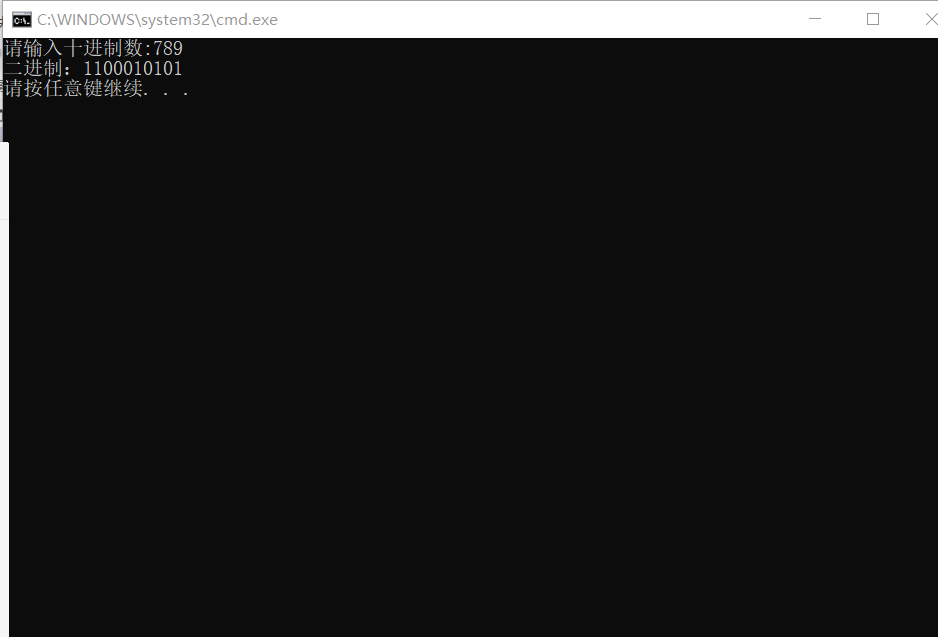 C:\WINDOWS\system32\cmd.exe
请输入十进制数:789
二进制：1100010101
请按任意键继续. . .